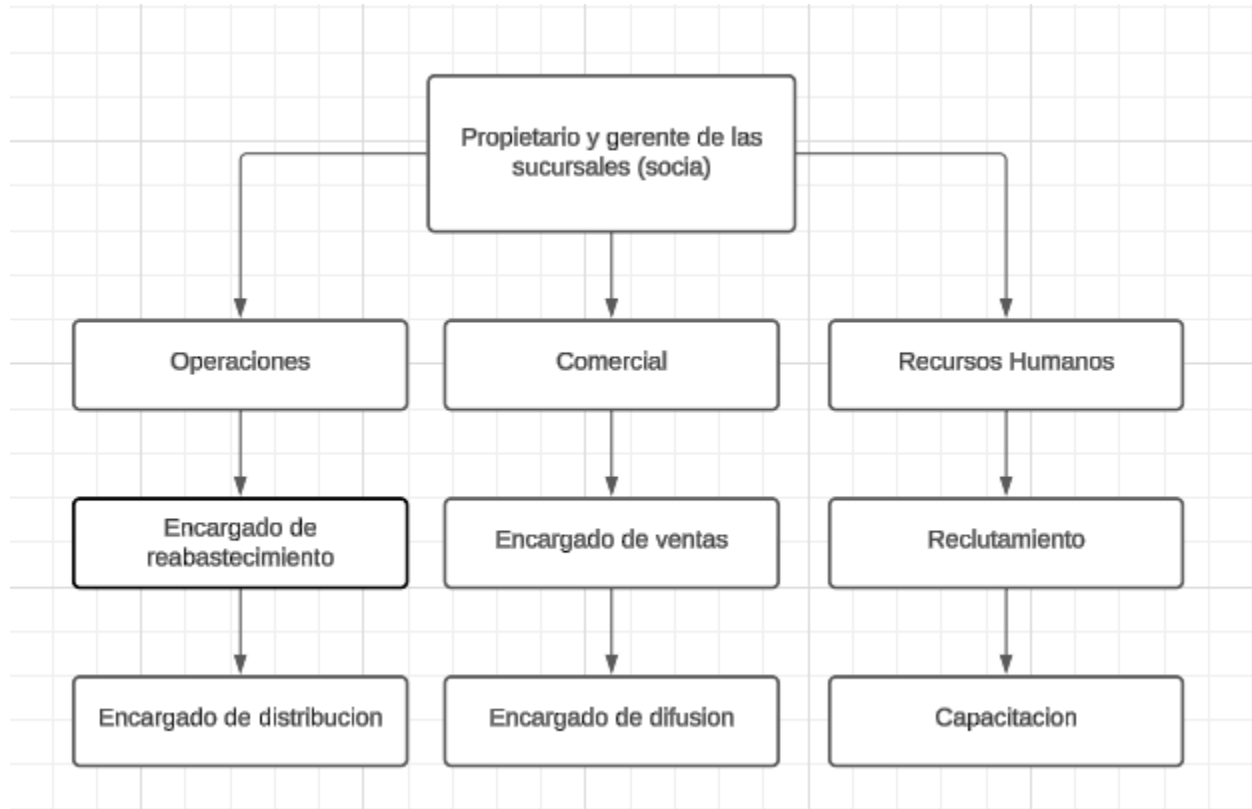 Propietario y gerente de las
sucursales (socia)
Operaciones
Comercial
Recursos Humanos
Encargado de
reabastecimiento
Encargado de ventas
Reclutamiento
Encargado de distribucion
Encargado de difusion
Capacitacion